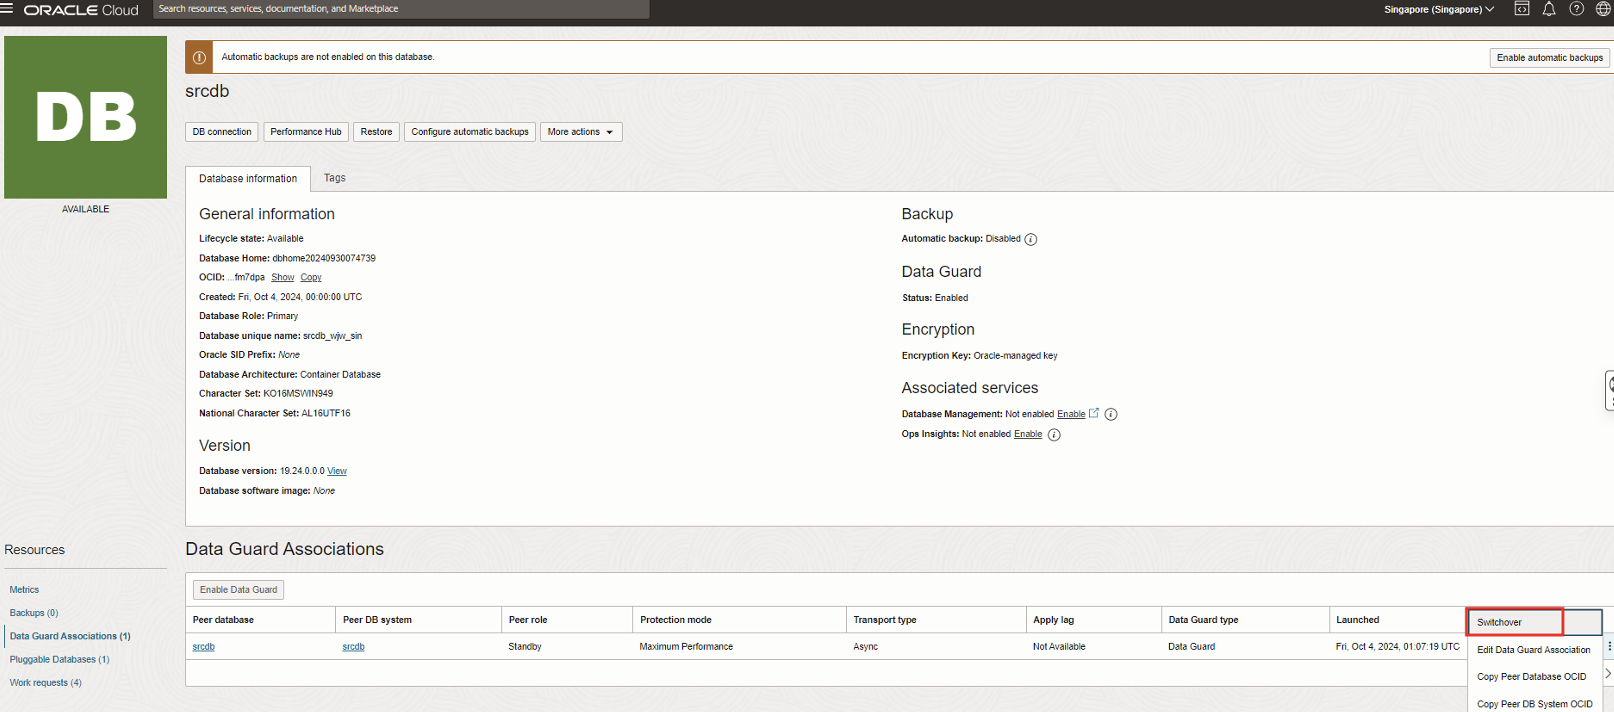 ORACLE Cloud
Search resources, services, documentation, and Marketplace
Singapore (Singapore)
DB
AVAILABLE
Automatic backups are not enabled on this database.
Enable automatic backups
srcdb
DB connection
Performance Hub
Restore
Configure automatic backups
More actions
Database information
Tags
General information
Lifecycle state: Available
Database Home: dbhome20240930074739
OCID: ...fm7dpa Show Copy
Created: Fri, Oct 4, 2024, 00:00:00 UTC
Database Role: Primary
Database unique name: srcdb_wjw_sin
Oracle SID Prefix: None
Database Architecture: Container Database
Character Set: KO16MSWIN949
National Character Set: AL16UTF16
Version
Database version: 19.24.0.0.0 View
Database software image: None
Backup
Automatic backup: Disabled
Data Guard
Status: Enabled
Encryption
Encryption Key: Oracle-managed key
Associated services
Database Management: Not enabled Enable
Ops Insights: Not enabled Enable
Resources
Metrics
Backups (0)
Data Guard Associations (1)
Pluggable Databases (1)
Work requests (4)
Data Guard Associations
Enable Data Guard
Peer database Peer DB system Peer role Protection mode Transport type Apply lag Data Guard type Launched
srcdb srcdb Standby Maximum Performance Async Not Available Data Guard Fri, Oct 4, 2024, 01:07:19 UTC
Switchover
Edit Data Guard Association
Copy Peer Database OCID
Copy Peer DB System OCID